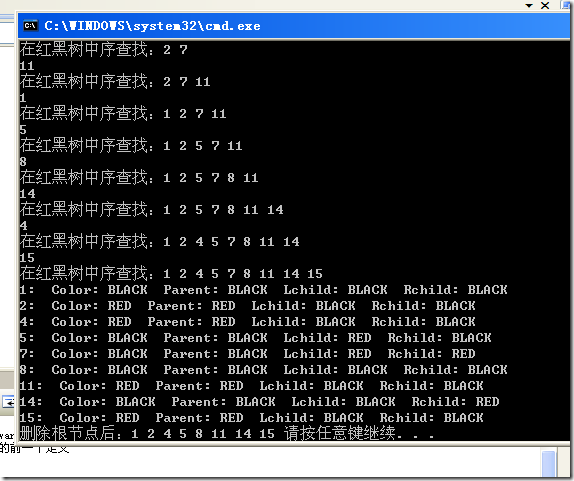 C:\WINDOWS\system32\cmd.exe
在红黑树中序查找：2 7
11
在红黑树中序查找：2 7 11
1
在红黑树中序查找：1 2 7 11
5
在红黑树中序查找：1 2 5 7 11
8
在红黑树中序查找：1 2 5 7 8 11
14
在红黑树中序查找：1 2 5 7 8 11 14
4
在红黑树中序查找：1 2 4 5 7 8 11 14
15
在红黑树中序查找：1 2 4 5 7 8 11 14 15
1:  Color: BLACK  Parent: BLACK  Lchild: BLACK  Rchild: BLACK
2:  Color: RED  Parent: RED  Lchild: BLACK  Rchild: BLACK
4:  Color: RED  Parent: RED  Lchild: BLACK  Rchild: BLACK
5:  Color: BLACK  Parent: BLACK  Lchild: RED  Rchild: BLACK
7:  Color: BLACK  Parent: BLACK  Lchild: RED  Rchild: RED
8:  Color: BLACK  Parent: BLACK  Lchild: BLACK  Rchild: BLACK
11:  Color: RED  Parent: RED  Lchild: BLACK  Rchild: BLACK
14:  Color: BLACK  Parent: BLACK  Lchild: BLACK  Rchild: RED
15:  Color: RED  Parent: RED  Lchild: BLACK  Rchild: BLACK
删除根节点后：1 2 4 5 8 11 14 15 请按任意键继续. . .
的前一个定义